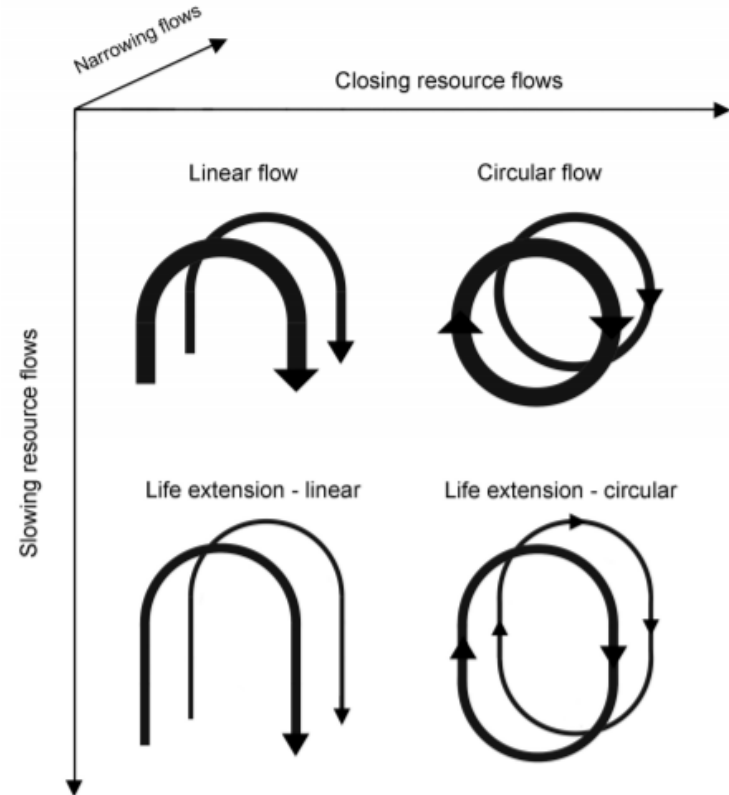 Narrowing flows
Closing resource flows
Linear flow
Circular flow
Slowing resource flows
Life extension - linear
Life extension - circular